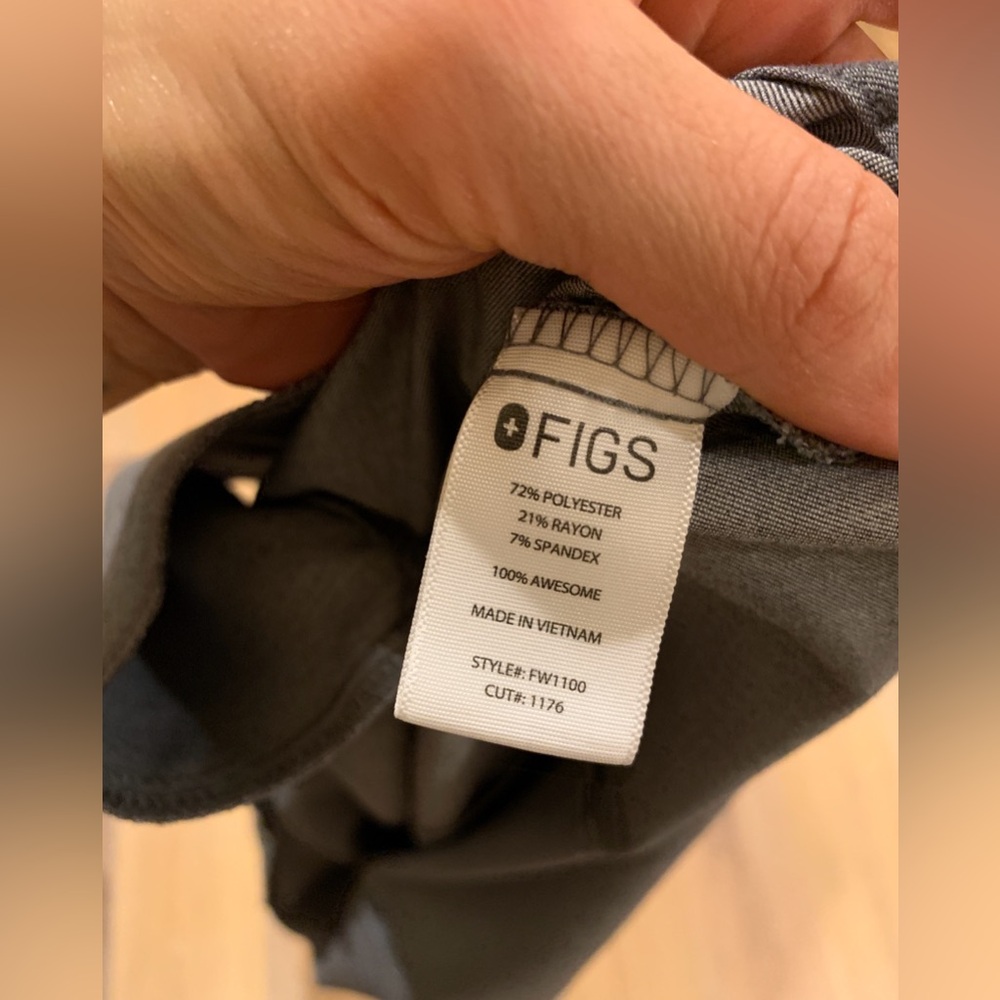 FIGS
72% POLYESTER
21% RAYON
7% SPANDEX
100% AWESOME
MADE IN VIETNAM
STYLE#: FW1100
CUT#: 1176